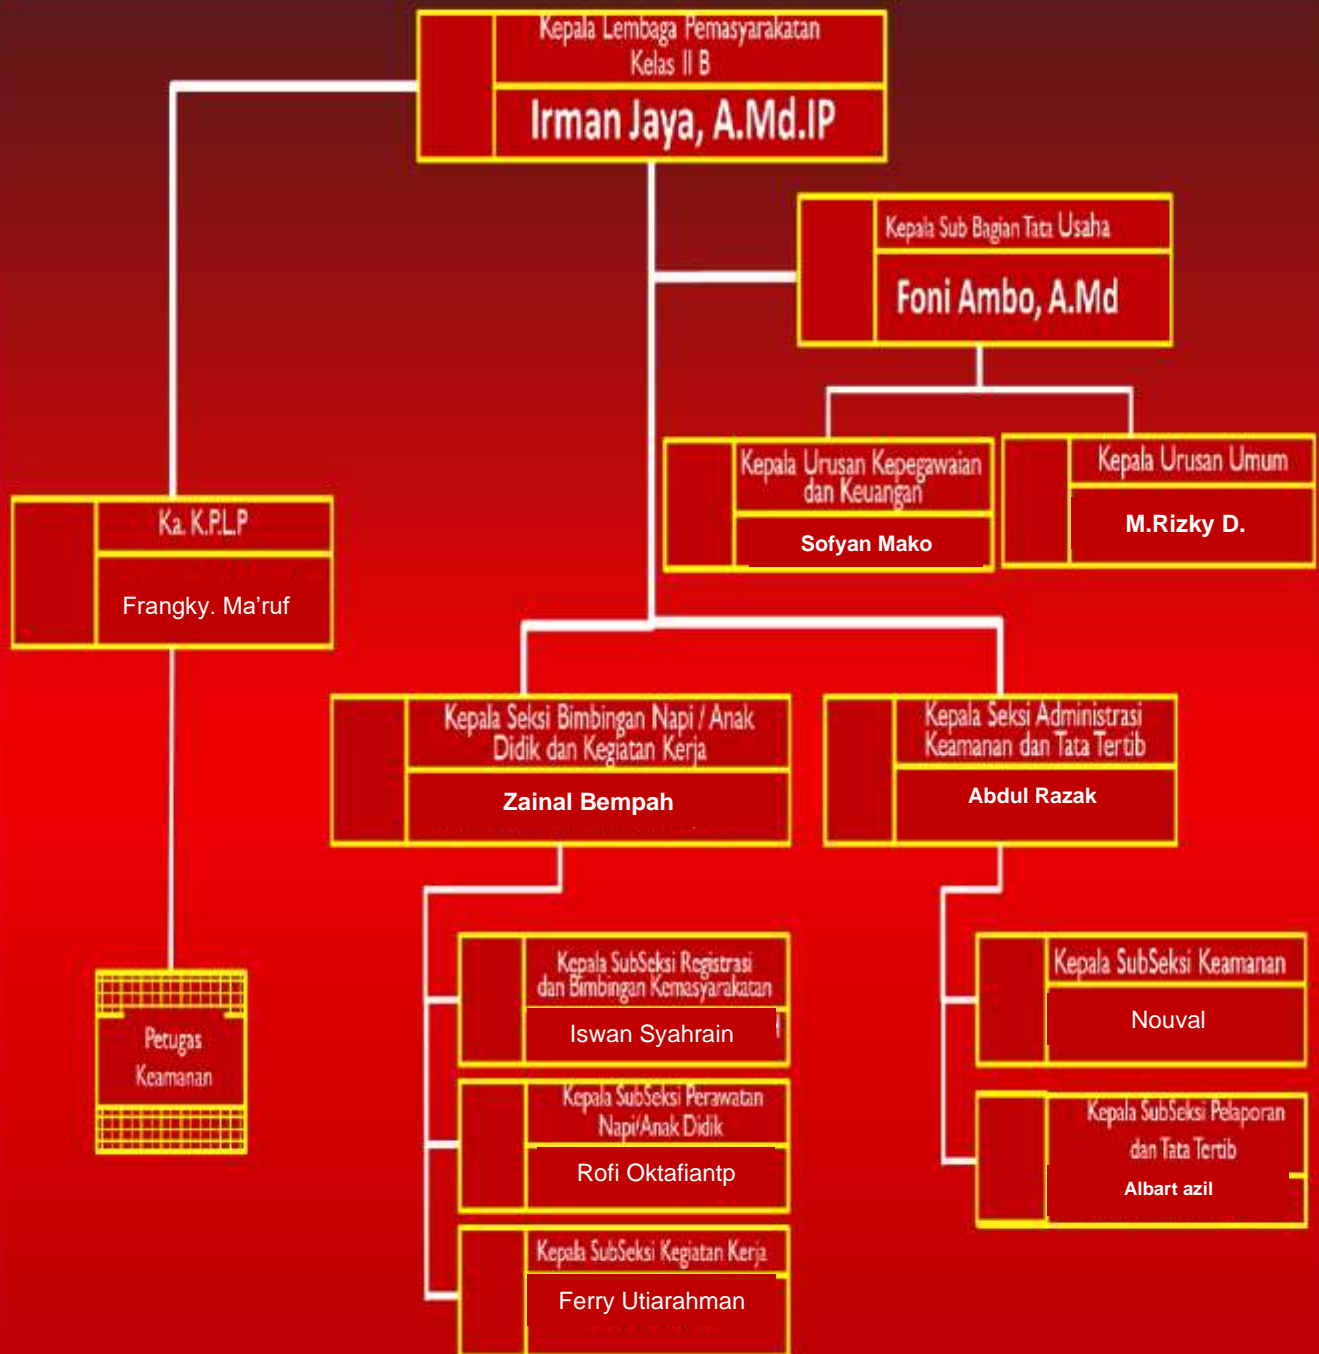 Kepala Lembaga Pemasyarakatan
Kelas II B
Irman Jaya, A.Md.IP
Kepala Sub Bagian Tata Usaha
Foni Ambo, A.Md
Kepala Urusan Kepegawaian
dan Keuangan
Sofyan Mako
Kepala Urusan Umum
M.Rizky D.
Ka. K.P.L.P
Frangky. Ma’ruf
Kepala Seksi Bimbingan Napi / Anak
Didik dan Kegiatan Kerja
Zainal Bempah
Kepala Seksi Administrasi
Keamanan dan Tata Tertib
Abdul Razak
Petugas
Keamanan
Kepala SubSeksi Registrasi
dan Bimbingan Kemasyarakatan
Iswan Syahrain
Kepala SubSeksi Perawatan
Napi/Anak Didik
Rofi Oktafiantp
Kepala SubSeksi Kegiatan Kerja
Ferry Utiarahman
Kepala SubSeksi Keamanan
Nouval
Kepala SubSeksi Pelaporan
dan Tata Tertib
Albart azil